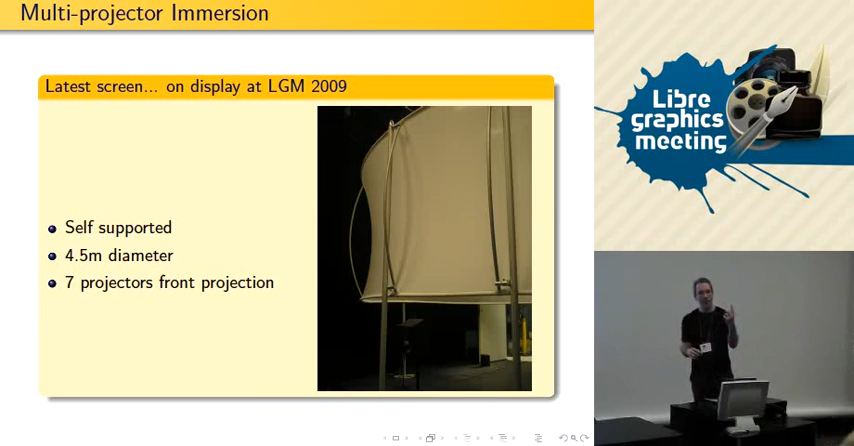 Multi-projector Immersion
Latest screen... on display at LGM 2009
Self supported
4.5m diameter
7 projectors front projection
Libre
graphics
meeting